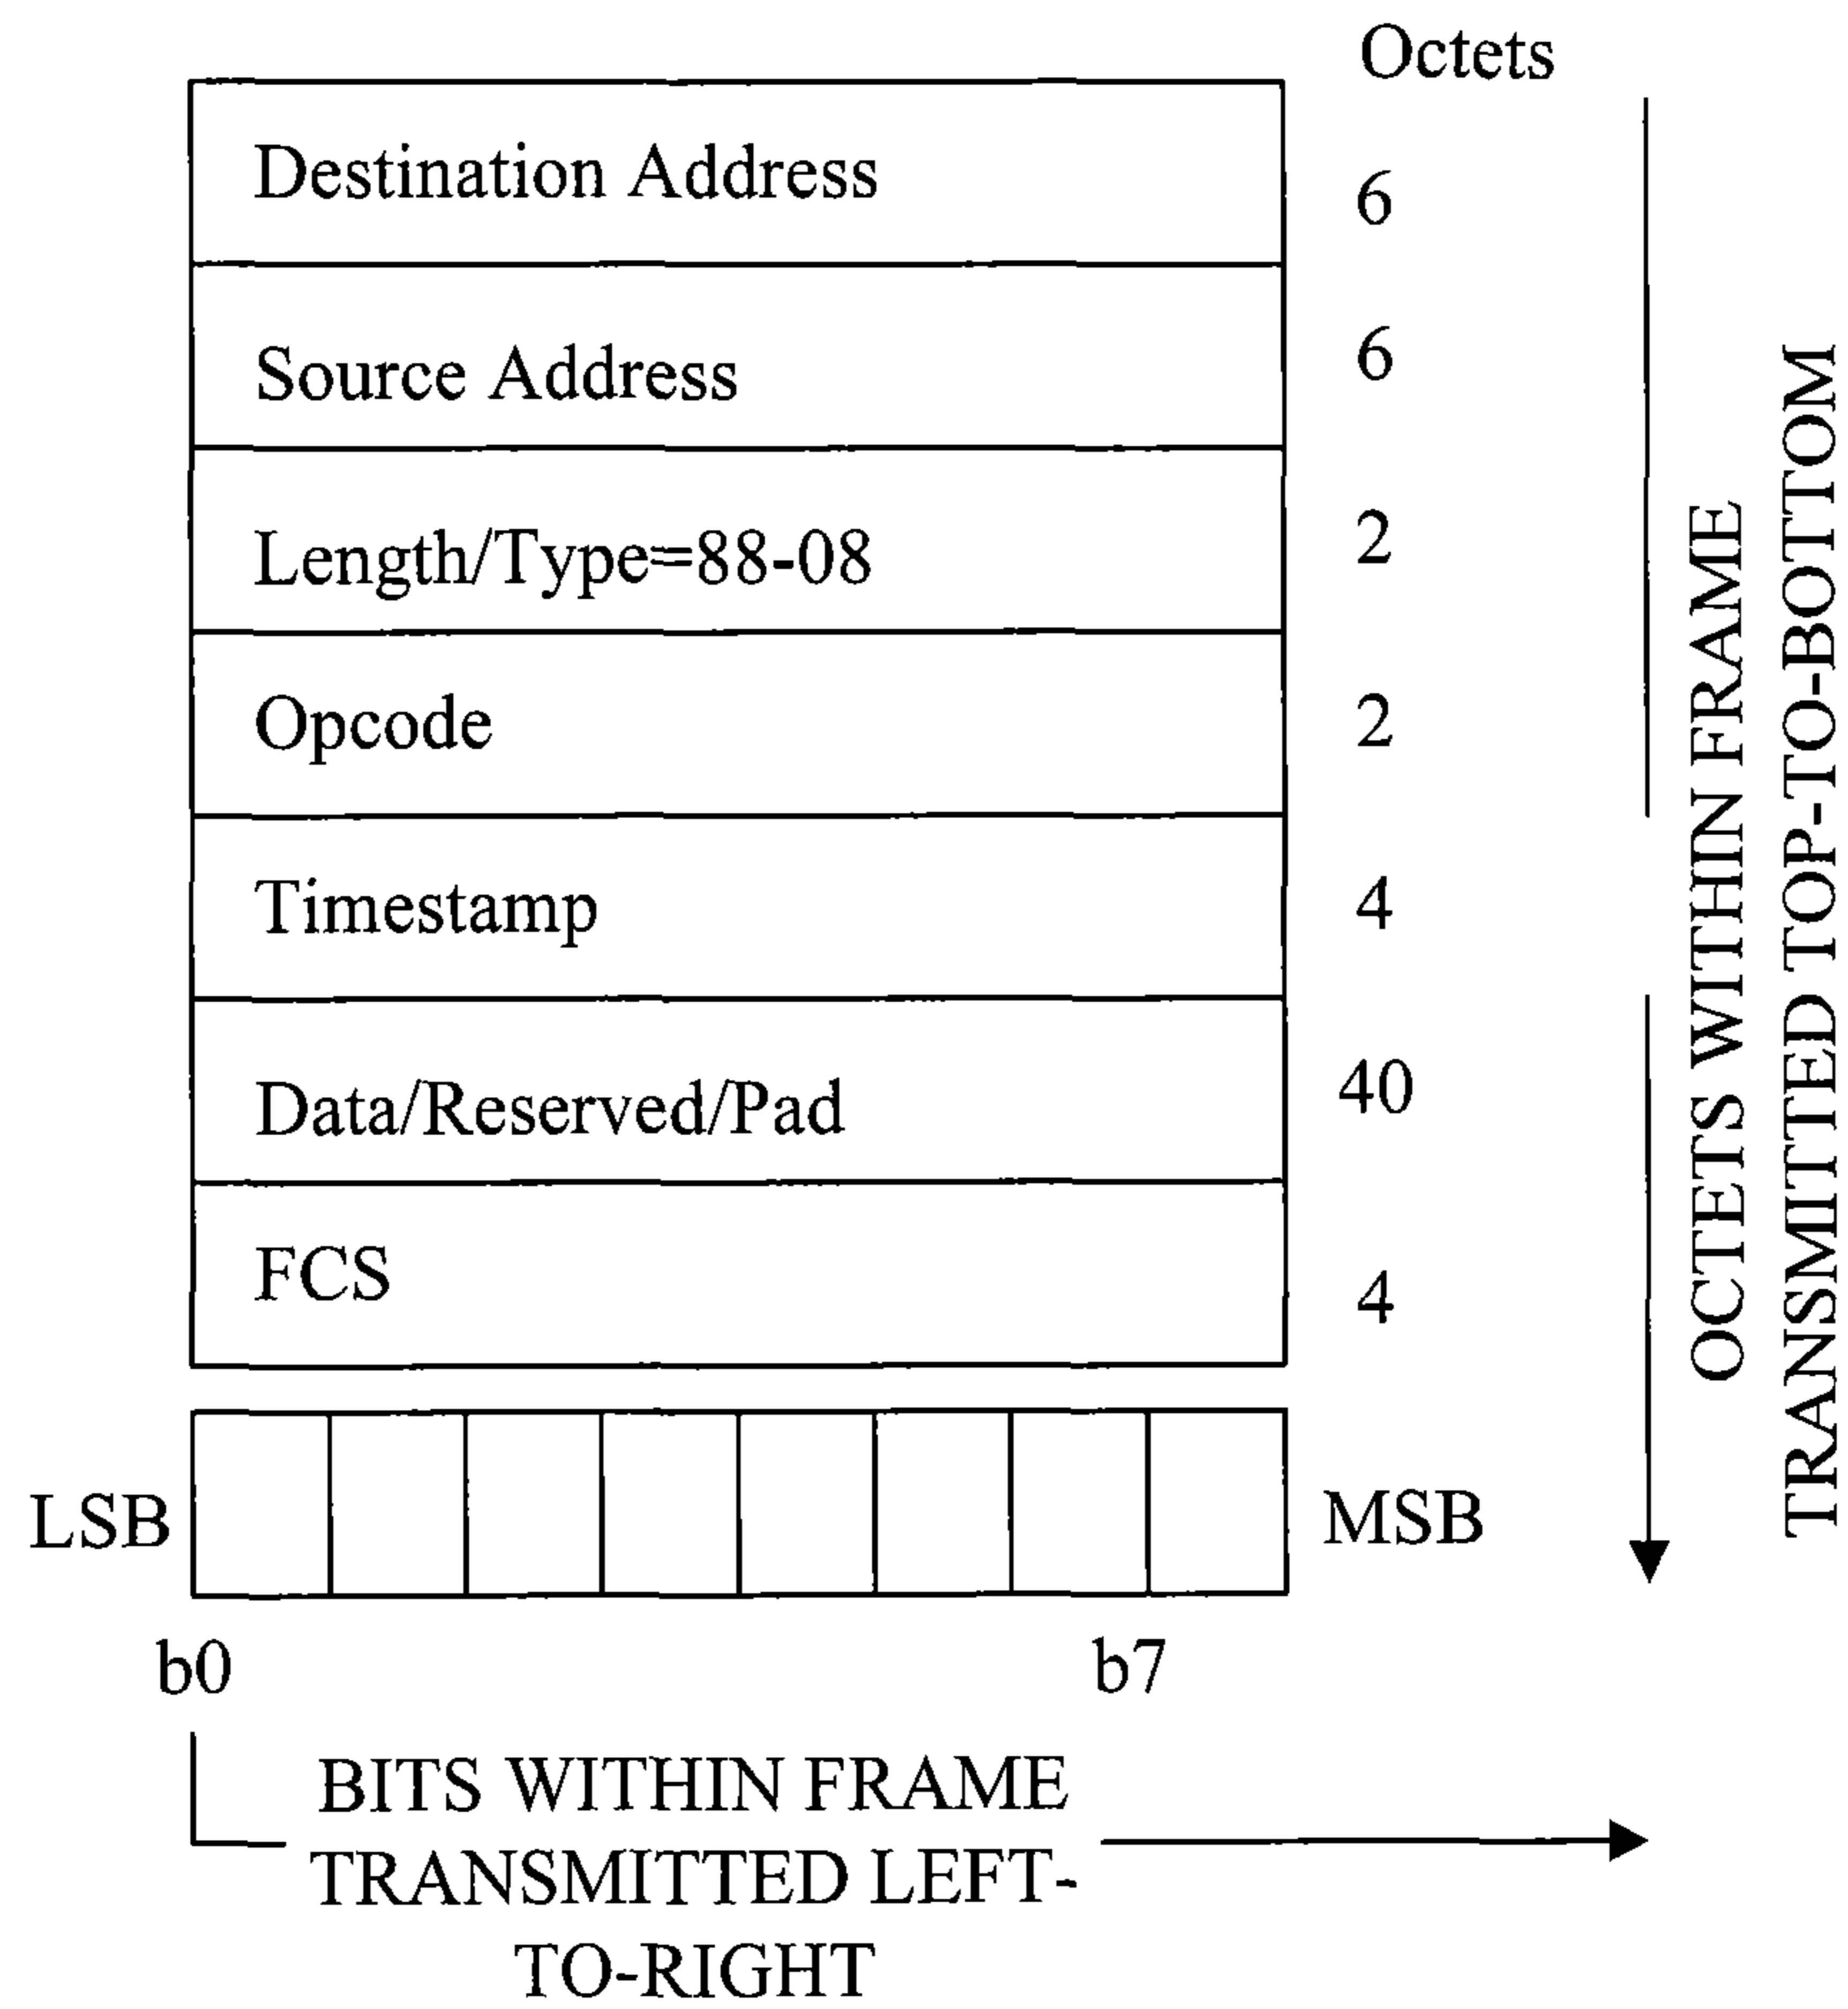 Octets
Destination Address
6
Source Address
6
Length/Type=88-08
2
Opcode
2
Timestamp
4
Data/Reserved/Pad
40
FCS
4
OCTETS WITHIN FRAME
TRANSMITTED TOP-TO-BOTTOM
LSB
MSB
b0
b7
BITS WITHIN FRAME
TRANSMITTED LEFT-
TO-RIGHT